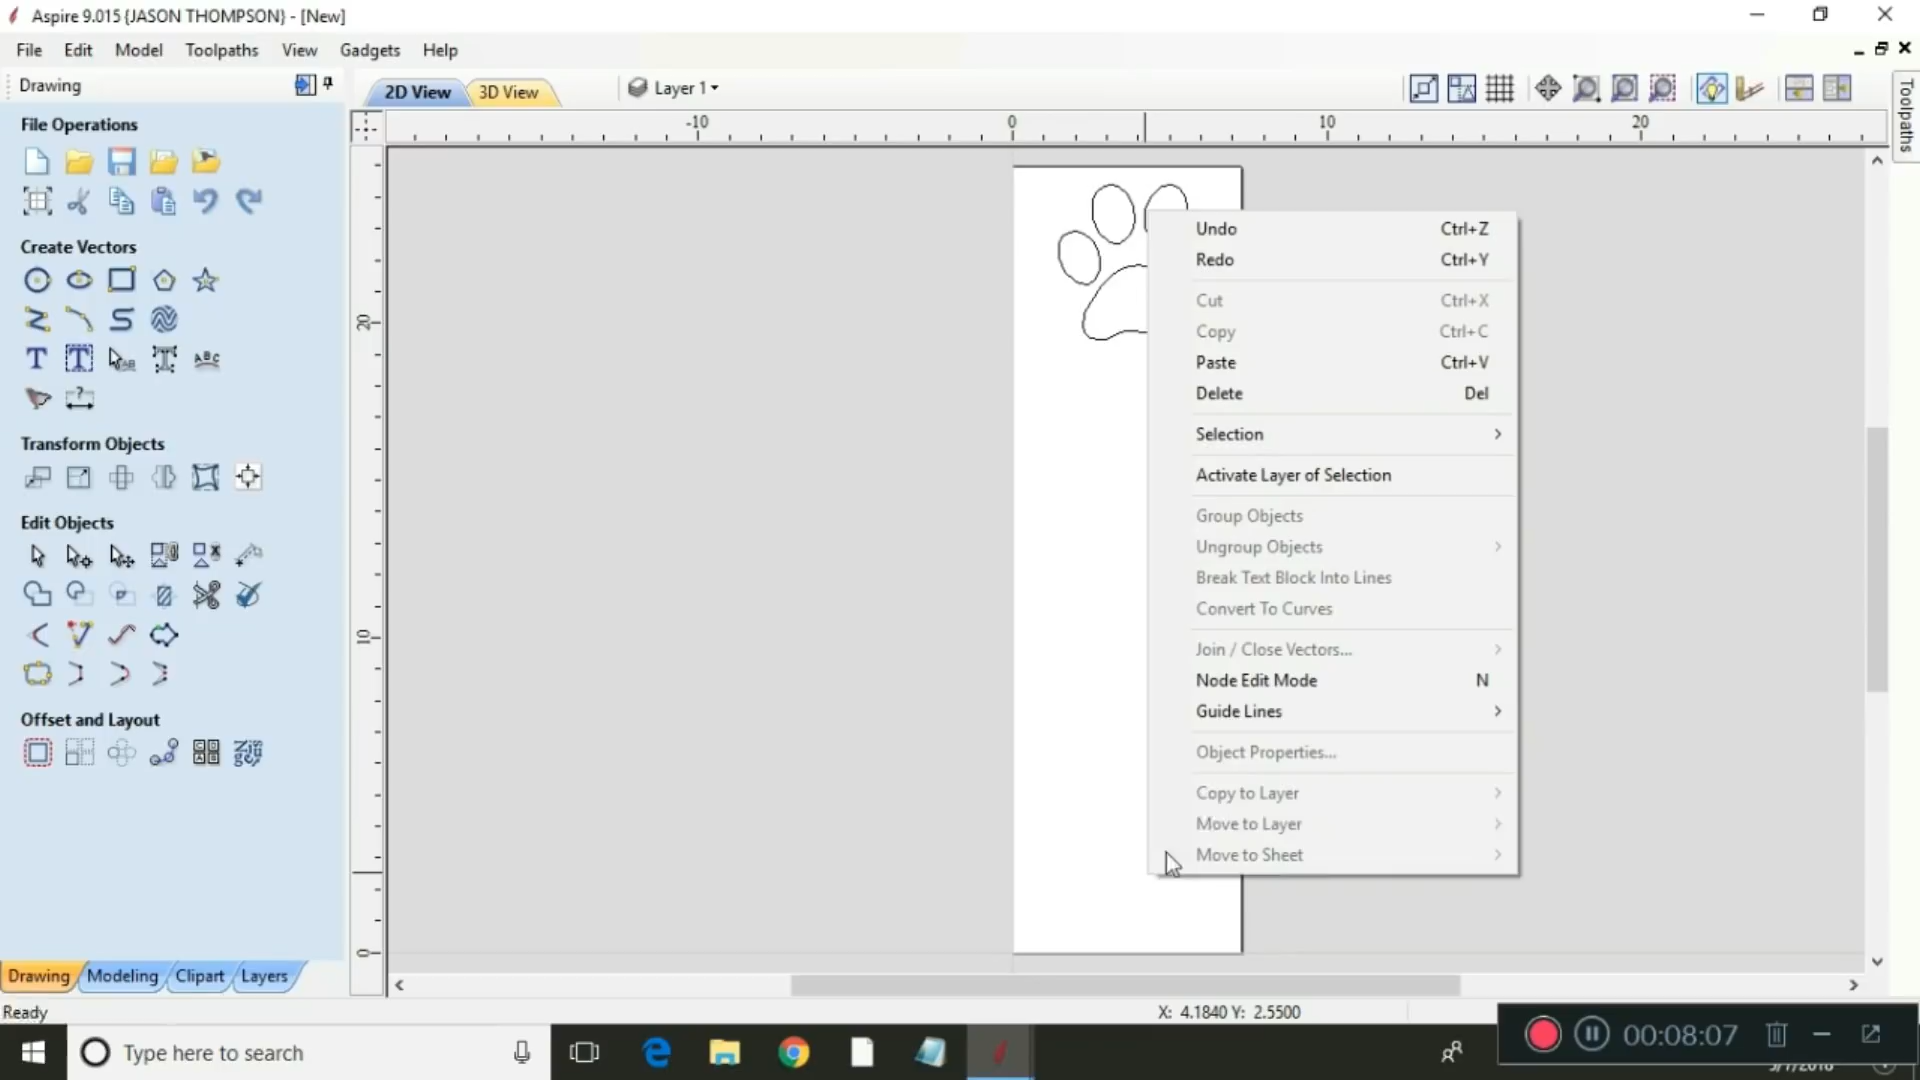 Aspire 9.015 {JASON THOMPSON} - [New]
File Edit Model Toolpaths View Gadgets Help
Drawing
2D View 3D View Layer 1
Toolpaths
File Operations
-10 0 10 20
Create Vectors
20
10
0
Transform Objects
Edit Objects
Offset and Layout
Undo Ctrl+Z
Redo Ctrl+Y
Cut Ctrl+X
Copy Ctrl+C
Paste Ctrl+V
Delete Del
Selection
Activate Layer of Selection
Group Objects
Ungroup Objects
Break Text Block Into Lines
Convert To Curves
Join / Close Vectors...
Node Edit Mode N
Guide Lines
Object Properties...
Copy to Layer
Move to Layer
Move to Sheet
Drawing Modeling Clipart Layers
Ready
X: 4.1840 Y: 2.5500
Type here to search
00:08:07